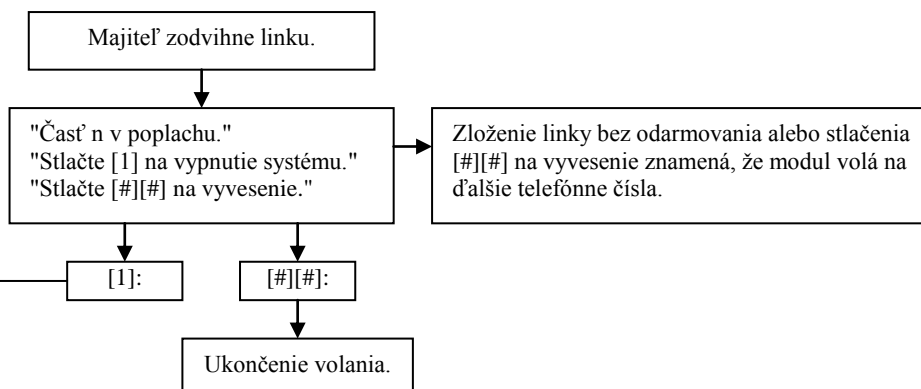 Majiteľ zodvihne linku.
"Časť n v poplachu."
"Stlačte [1] na vypnutie systému."
"Stlačte [#][#] na vyvesenie."
Zloženie linky bez odarmovania alebo stlačenia
[#][#] na vyvesenie znamená, že modul volá na
ďalšie telefónne čísla.
[1]:
[#][#]:
Ukončenie volania.